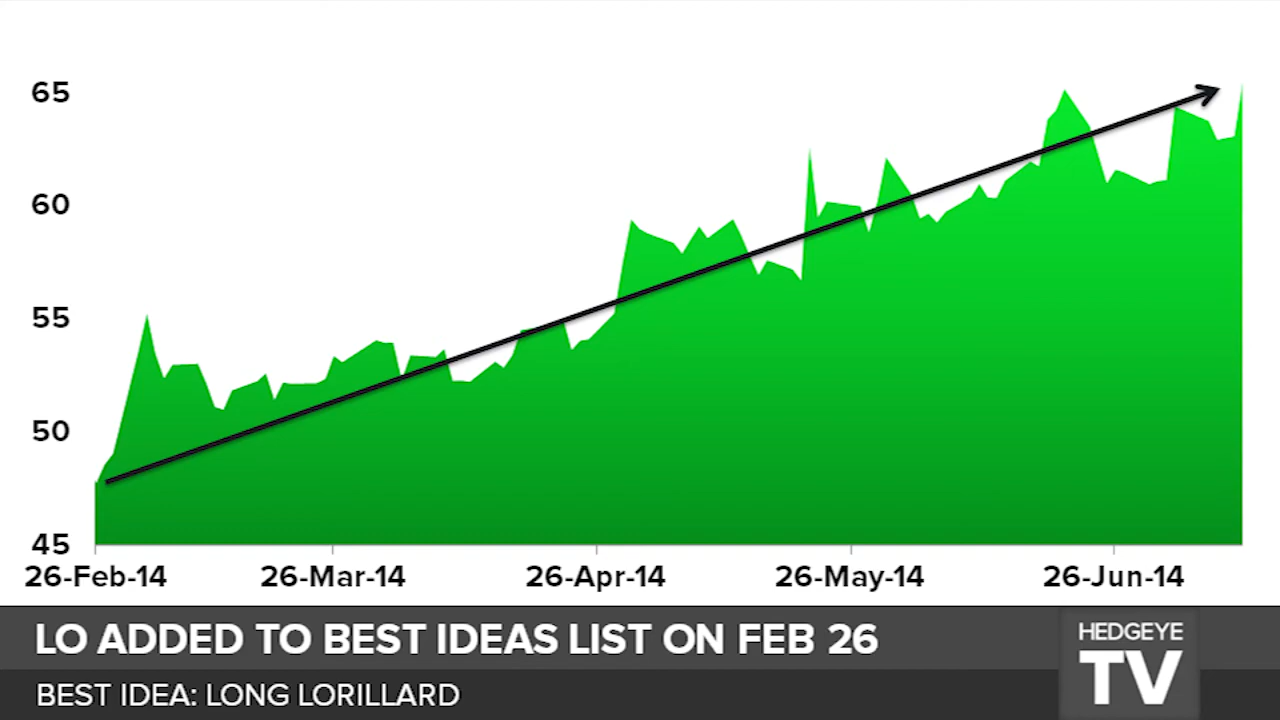 65
60
55
50
45
26-Feb-14 26-Mar-14 26-Apr-14 26-May-14 26-Jun-14
LO ADDED TO BEST IDEAS LIST ON FEB 26
BEST IDEA: LONG LORILLARD
HEDGEYE
TV